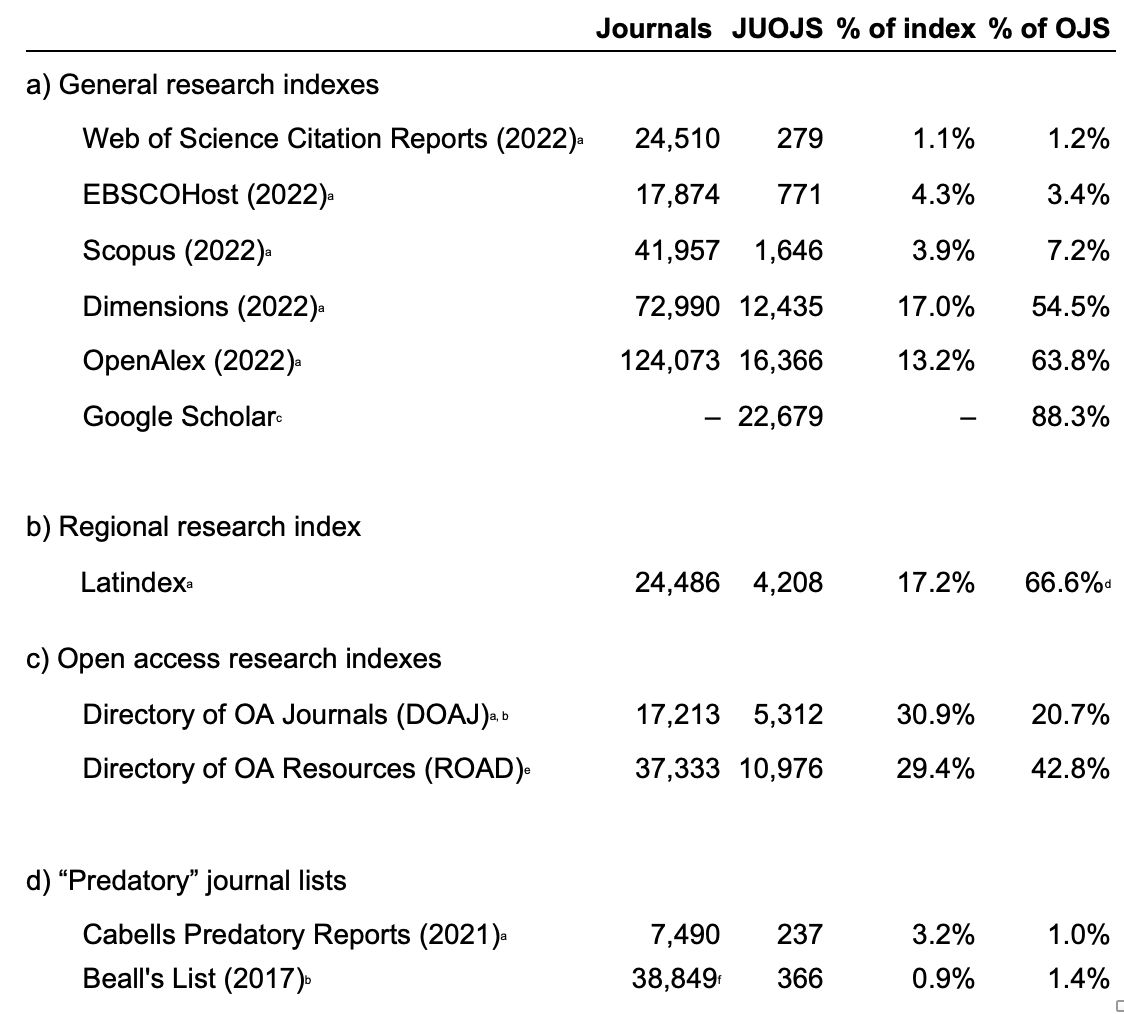 Journals JUOJS % of index % of OJS
a) General research indexes
Web of Science Citation Reports (2022)a 24,510 279 1.1% 1.2%
EBSCOHost (2022)a 17,874 771 4.3% 3.4%
Scopus (2022)a 41,957 1,646 3.9% 7.2%
Dimensions (2022)a 72,990 12,435 17.0% 54.5%
OpenAlex (2022)a 124,073 16,366 13.2% 63.8%
Google Scholarc – 22,679 – 88.3%
b) Regional research index
Latindexa 24,486 4,208 17.2% 66.6%d
c) Open access research indexes
Directory of OA Journals (DOAJ)a, b 17,213 5,312 30.9% 20.7%
Directory of OA Resources (ROAD)e 37,333 10,976 29.4% 42.8%
d) “Predatory” journal lists
Cabells Predatory Reports (2021)a 7,490 237 3.2% 1.0%
Beall's List (2017)b 38,849f 366 0.9% 1.4%